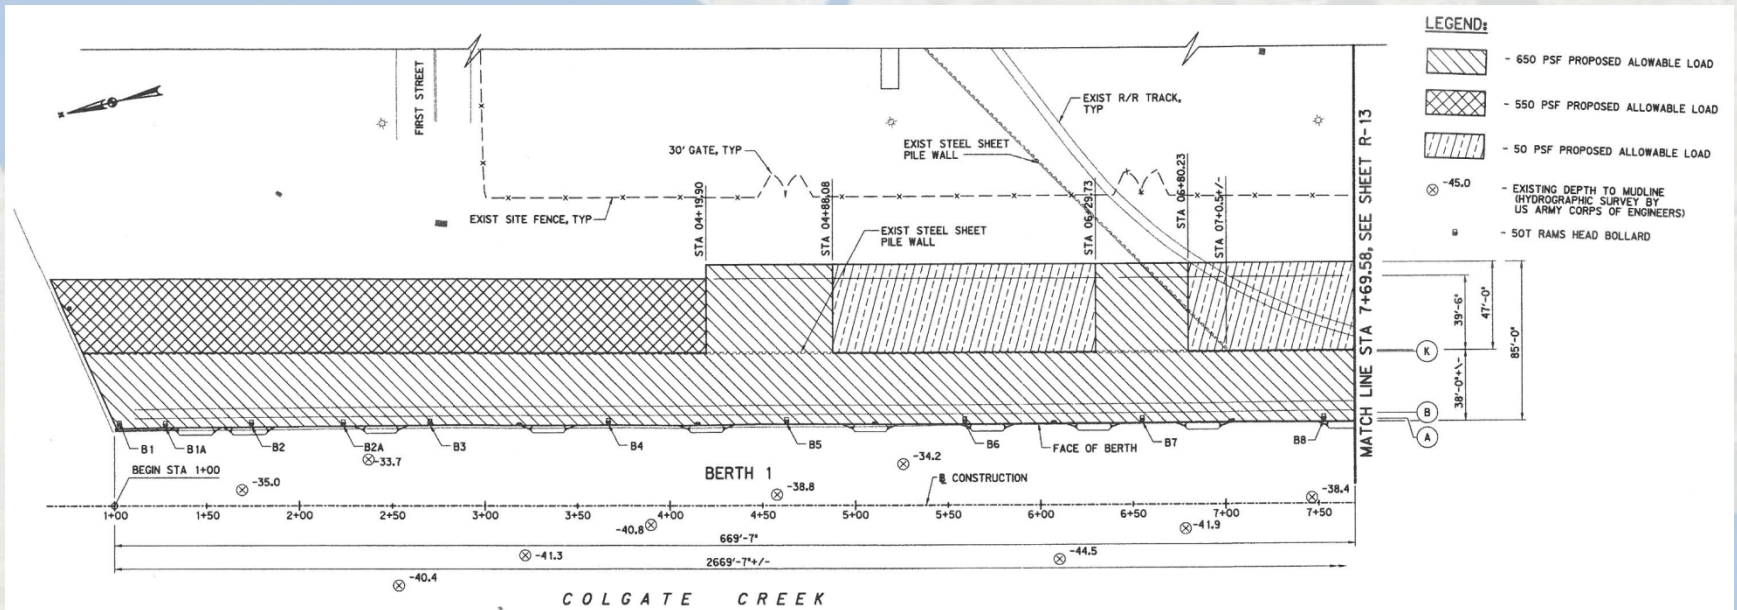 LEGEND:
- 650 PSF PROPOSED ALOWABLE LOAD
- 550 PSF PROPOSED ALLOWABLE LOAD
- 50 PSF PROPOSED ALLOWABLE LOAD
-45.0
- EXISTING DEPTH TO MUDLINE
(HYDROGRAPHIC SURVEY BY
US ARMY CORPS OF ENGINEERS)
- 50T RAMS HEAD BOLLARD
FIRST STREET
EXIST R/R TRACK,
TYP
EXIST STEEL SHEET
PILE WALL
30' GATE, TYP
EXIST SITE FENCE, TYP
EXIST STEEL SHEET
PILE WALL
STA 04+19.90
STA 04+88.08
STA 06+29.73
STA 06+80.23
STA 07+0.5+/-
MATCH LINE STA 7+69.58, SEE SHEET R-13
39'-6"
47'-0"
85'-0"
38'-0"+/-
K
B
A
B1
B1A
B2
B2A
B3
B4
B5
B6
B7
B8
FACE OF BERTH
BEGIN STA 1+00
BERTH 1
CONSTRUCTION
-33.7
-34.2
-35.0
-38.8
-38.4
1+00 1+50 2+00 2+50 3+00 3+50 4+00 4+50 5+00 5+50 6+00 6+50 7+00 7+50
-40.8
-41.9
669'-7"
-41.3
-44.5
2669'-7"+/-
-40.4
COLGATE CREEK